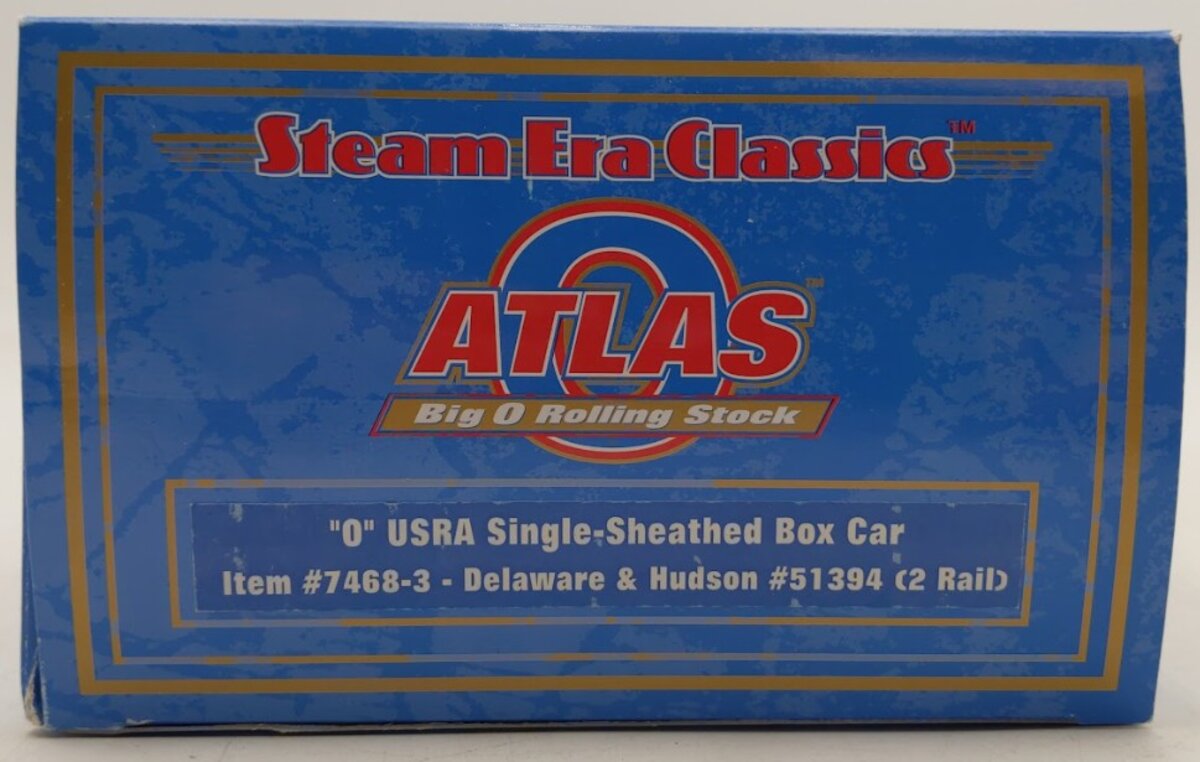 Steam Era Classics™
ATLAS™
Big O Rolling Stock
"O" USRA Single-Sheathed Box Car
Item #7468-3 - Delaware & Hudson #51394 (2 Rail)